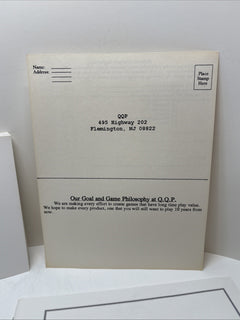 Name:
Address:
Place
Stamp
Here
QQP
495 Highway 202
Flemington, NJ 08822
Our Goal and Game Philosophy at Q.Q.P.
We are making every effort to create games that have long time play value.
We hope to make every product, one that you will still want to play 10 years from
now.